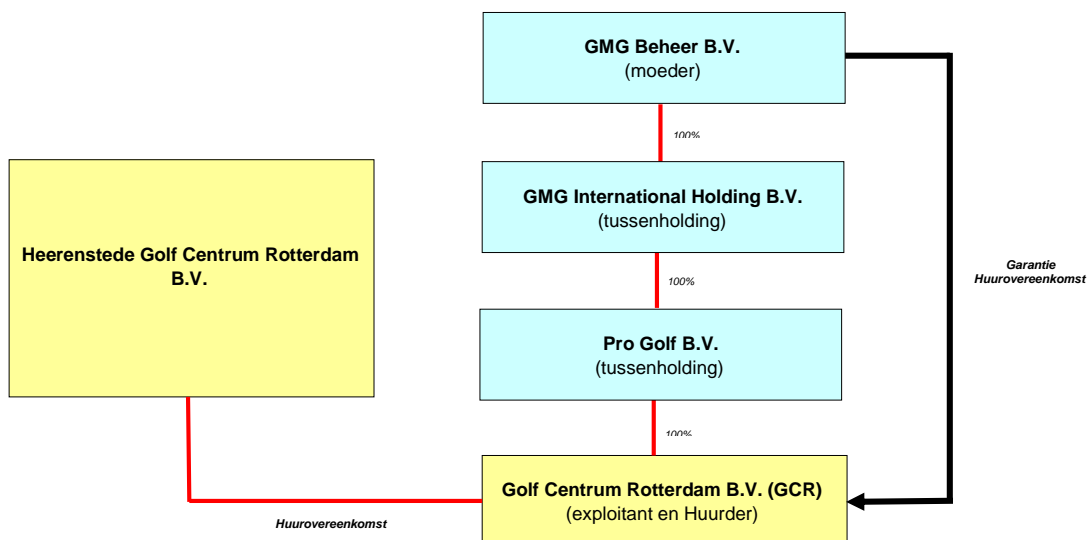 GMG Beheer B.V.
(moeder)
100%
GMG International Holding B.V.
(tussenholding)
Heerenstede Golf Centrum Rotterdam
B.V.
Garantie
Huurovereenkomst
100%
Pro Golf B.V.
(tussenholding)
100%
Golf Centrum Rotterdam B.V. (GCR)
(exploitant en Huurder)
Huurovereenkomst